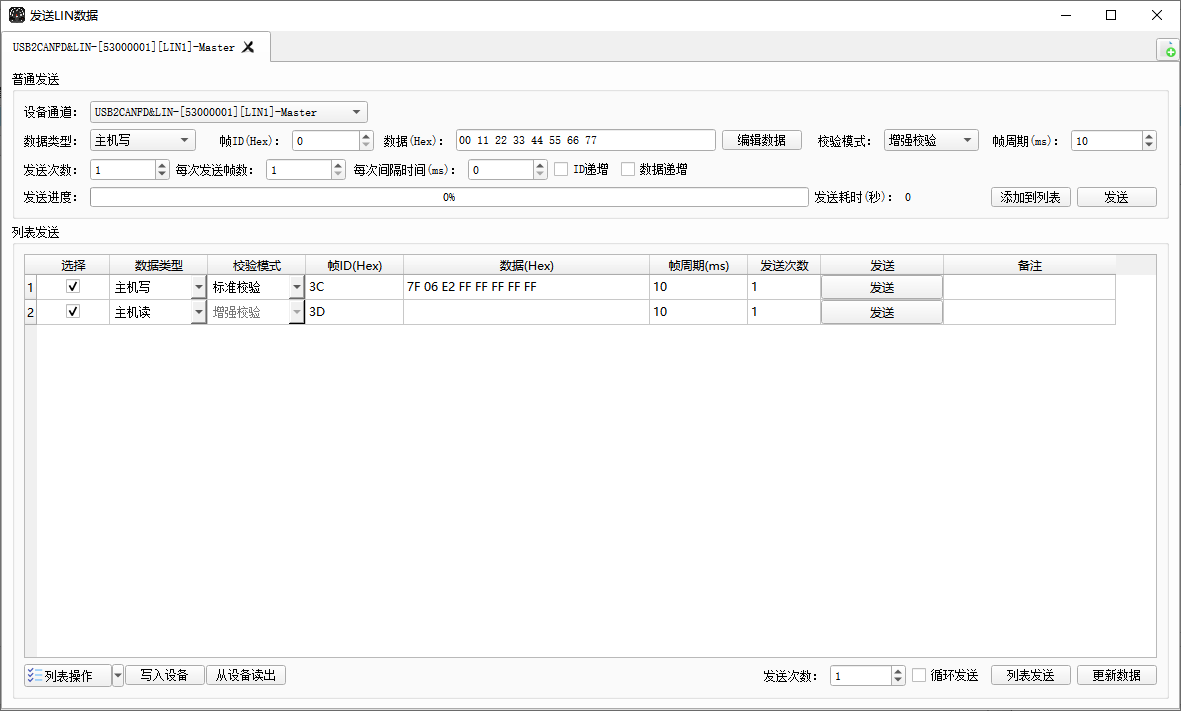 发送LIN数据
USB2CANFD&LIN-[53000001][LIN1]-Master
普通发送
设备通道: USB2CANFD&LIN-[53000001][LIN1]-Master
数据类型: 主机写 帧ID(Hex): 0 数据(Hex): 00 11 22 33 44 55 66 77 编辑数据 校验模式: 增强校验 帧周期(ms): 10
发送次数: 1 每次发送帧数: 1 每次间隔时间(ms): 0 ID递增 数据递增
发送进度: 0% 发送耗时(秒): 0 添加到列表 发送
列表发送
选择 数据类型 校验模式 帧ID(Hex) 数据(Hex) 帧周期(ms) 发送次数 发送 备注
1 主机写 标准校验 3C 7F 06 E2 FF FF FF FF FF 10 1 发送
2 主机读 增强校验 3D 10 1 发送
列表操作 写入设备 从设备读出 发送次数: 1 循环发送 列表发送 更新数据